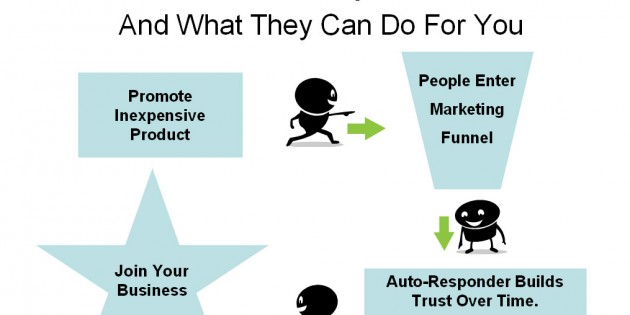 And What They Can Do For You
Promote
Inexpensive
Product
People Enter
Marketing
Funnel
Join Your
Business
Auto-Responder Builds
Trust Over Time.